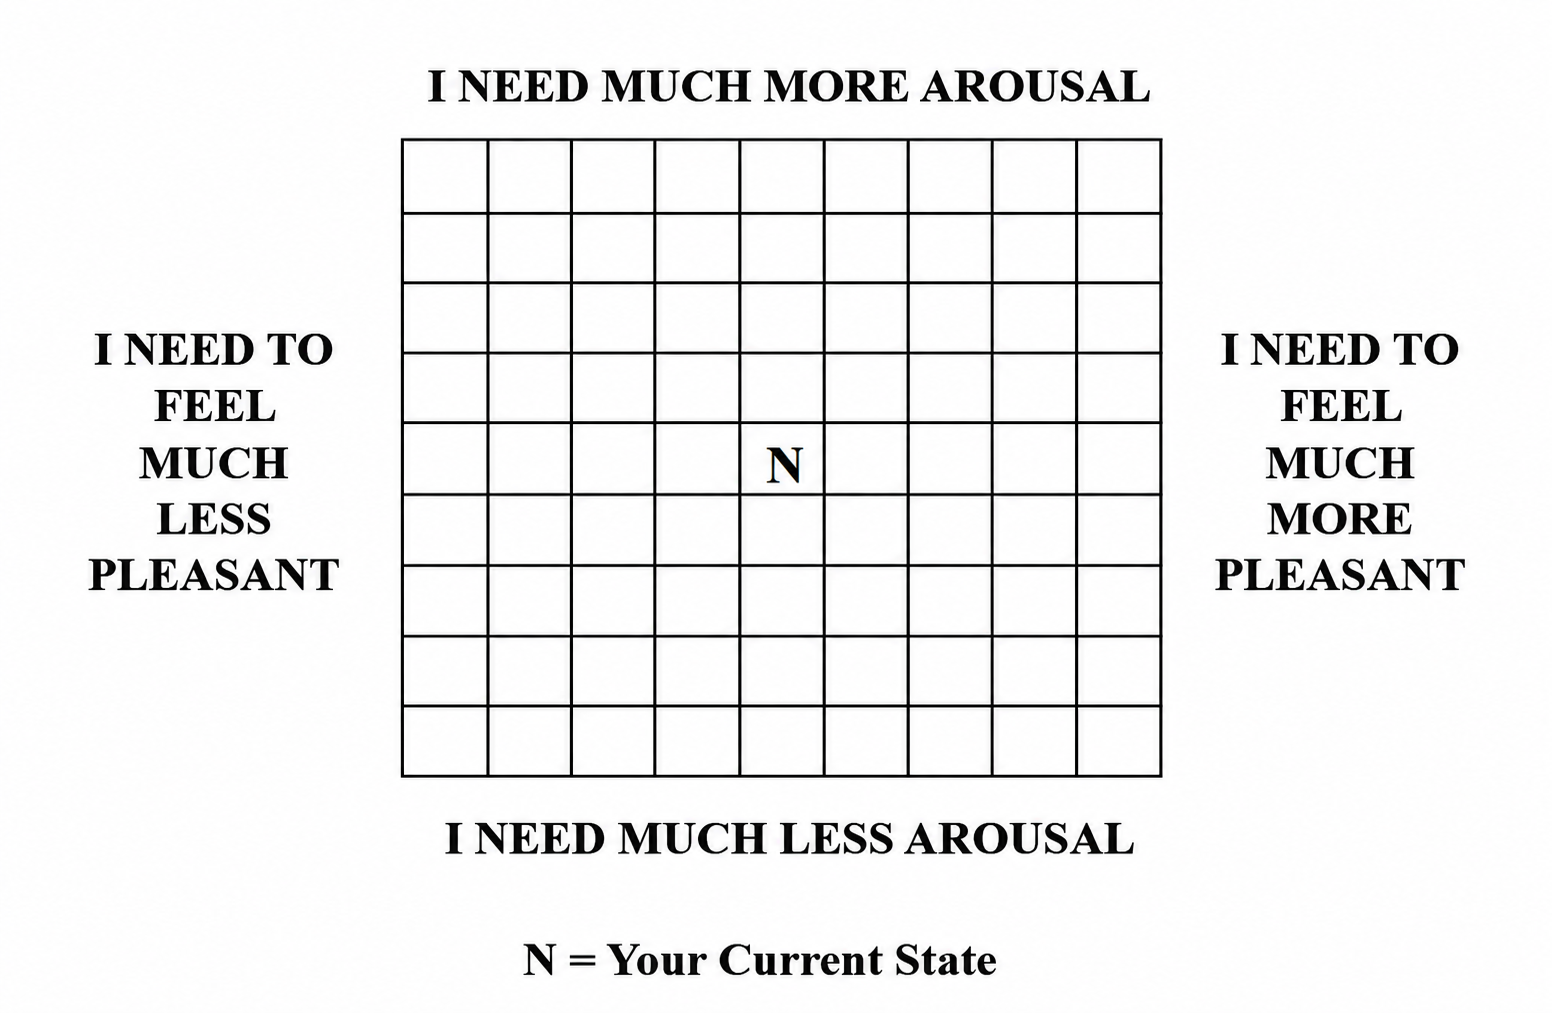 I NEED MUCH MORE AROUSAL
I NEED TO
FEEL
MUCH
LESS
PLEASANT
N
I NEED TO
FEEL
MUCH
MORE
PLEASANT
I NEED MUCH LESS AROUSAL
N = Your Current State